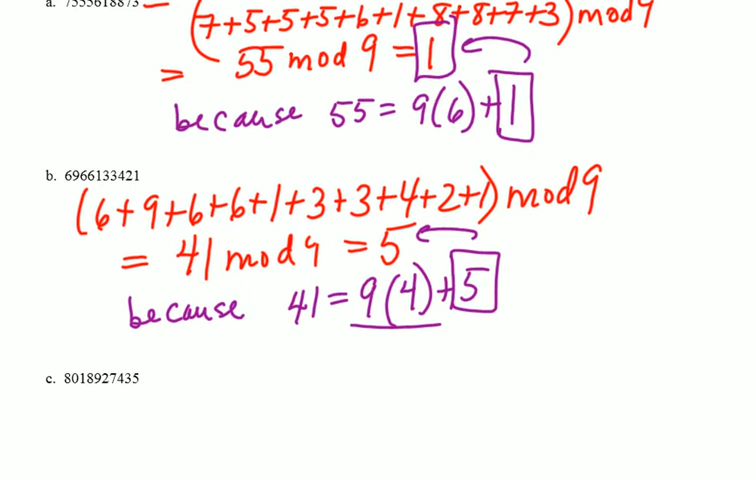 a. 7555618873 =
(7+5+5+5+6+1+8+8+7+3) mod 9
= 55 mod 9 = 1
because 55 = 9(6)+1
b. 6966133421
(6+9+6+6+1+3+3+4+2+1) mod 9
= 41 mod 9 = 5
because 41 = 9(4)+5
c. 8018927435